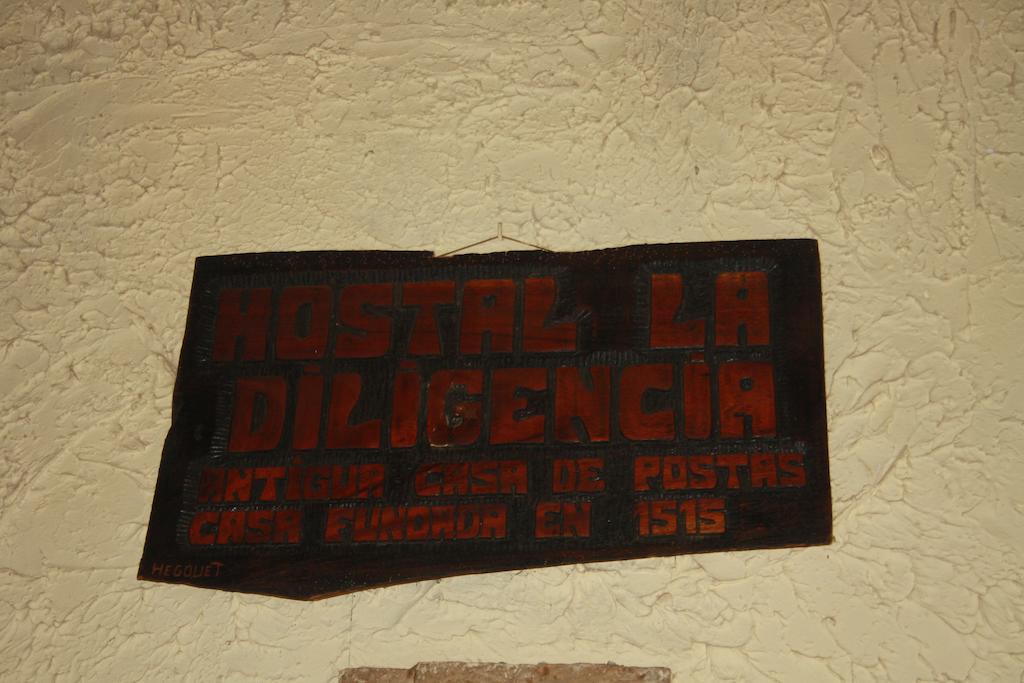 HOSTAL LA
DiLiGENCiA
ANTiGUA CASA DE POSTAS
CASA FUNDADA EN 1515
HEGOUET